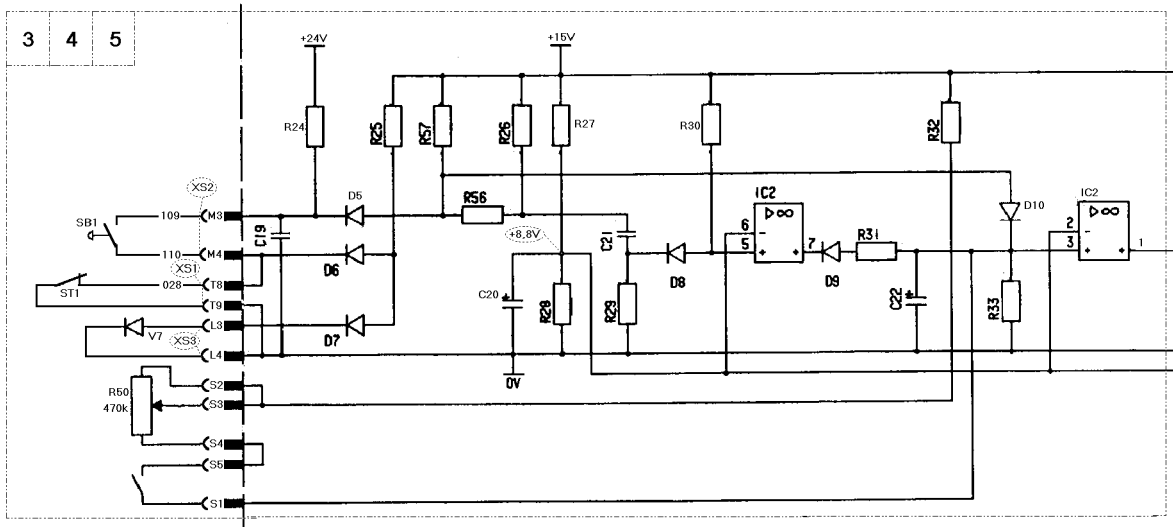 3 4 5
+24V
+15V
R24
R25
R57
R26
R27
R30
R32
XS2
SB1
109
M3
C19
D5
R56
IC2
IC2
D10
110
M4
XS1
D6
+8,8V
C21
6
5
7
▷∞
-
+
D8
D9
R31
2
3
1
▷∞
-
+
ST1
028
T8
T9
C20
R28
R29
C22
R33
V7
L3
XS3
L4
D7
0V
R50
470k
S2
S3
S4
S5
S1